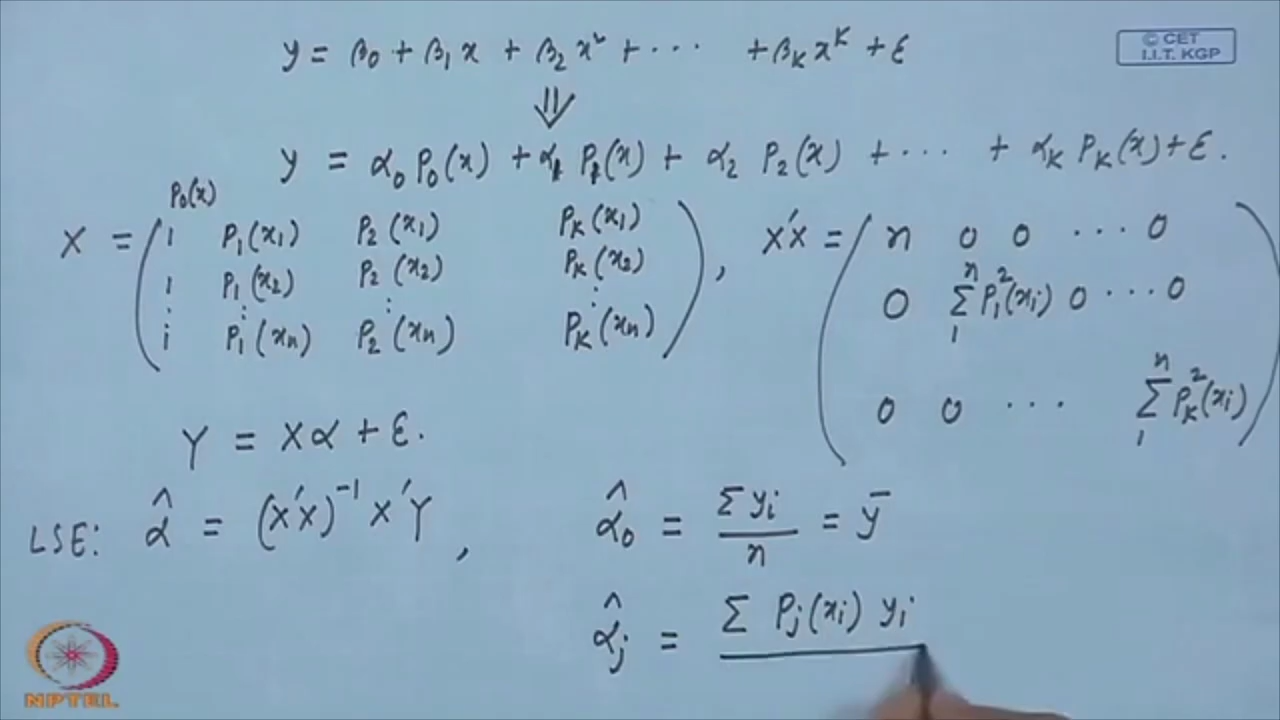 y = β₀ + β₁ x + β₂ x² + ··· + βₖ xᴷ + ε
© CET
I.I.T. KGP
⇓
y = α₀ P₀(x) + α₁ P₁(x) + α₂ P₂(x) + ··· + αₖ Pₖ(x) + ε.
P₀(x)
X = ( 1 P₁(x₁) P₂(x₁) Pₖ(x₁)
1 P₁(x₂) P₂(x₂) Pₖ(x₂)
⋮ ⋮ ⋮ ⋮
1 P₁(xₙ) P₂(xₙ) Pₖ(xₙ) ) ,
X'X = ( n 0 0 ··· 0
0 Σ₁ⁿ P₁²(xᵢ) 0 ··· 0
0 0 ··· Σ₁ⁿ Pₖ²(xᵢ) )
Y = Xα + ε.
LSE: α̂ = (X'X)⁻¹ X'Y ,
α̂₀ = Σ yᵢ / n = ȳ
α̂ⱼ = Σ Pⱼ(xᵢ) yᵢ
NPTEL